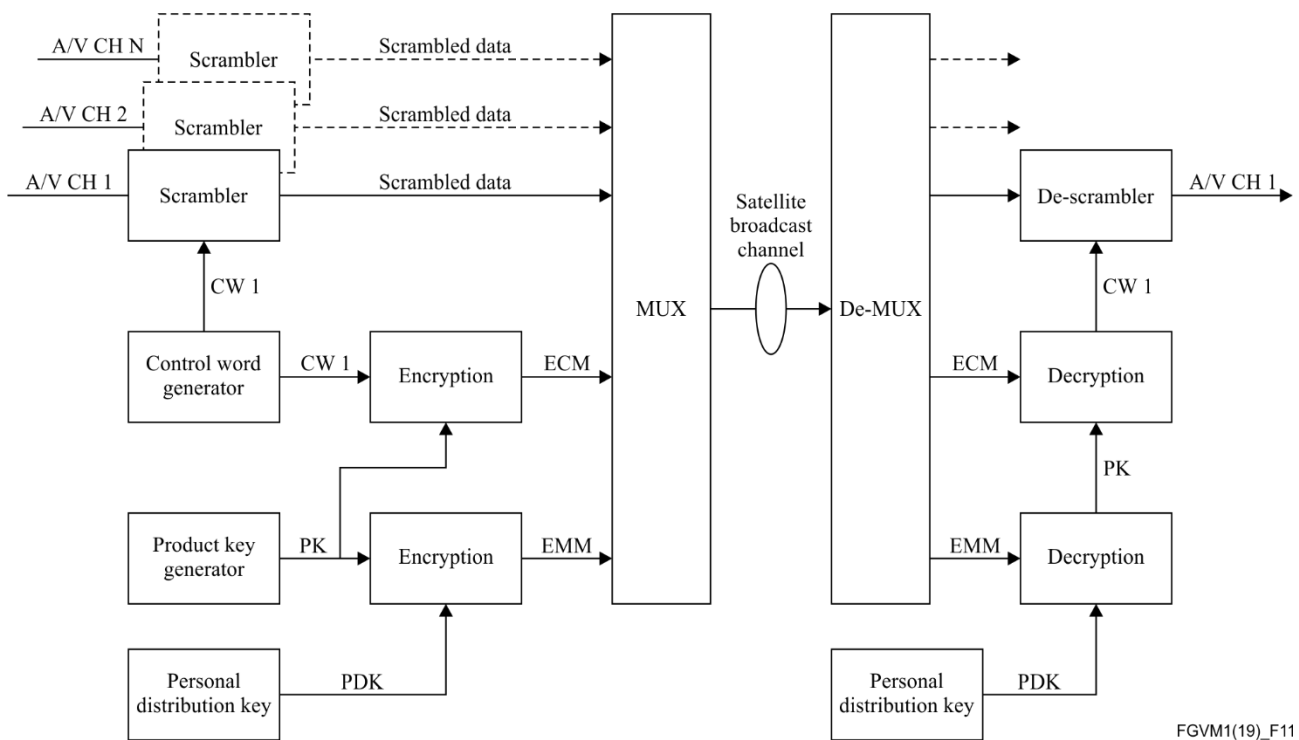 A/V CH N
Scrambler
Scrambled data
A/V CH 2
Scrambler
Scrambled data
A/V CH 1
Scrambler
Scrambled data
Satellite
broadcast
channel
De-scrambler
A/V CH 1
CW 1
CW 1
MUX
De-MUX
Control word
generator
CW 1
Encryption
ECM
ECM
Decryption
PK
Product key
generator
PK
Encryption
EMM
EMM
Decryption
Personal
distribution key
PDK
Personal
distribution key
PDK
FGVM1(19)_F11